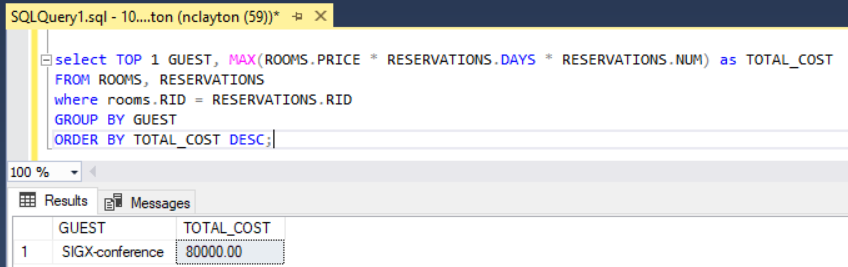 SQLQuery1.sql - 10....ton (nclayton (59))*
select TOP 1 GUEST, MAX(ROOMS.PRICE * RESERVATIONS.DAYS * RESERVATIONS.NUM) as TOTAL_COST
FROM ROOMS, RESERVATIONS
where rooms.RID = RESERVATIONS.RID
GROUP BY GUEST
ORDER BY TOTAL_COST DESC;
100 %
Results Messages
GUEST TOTAL_COST
1 SIGX-conference 80000.00